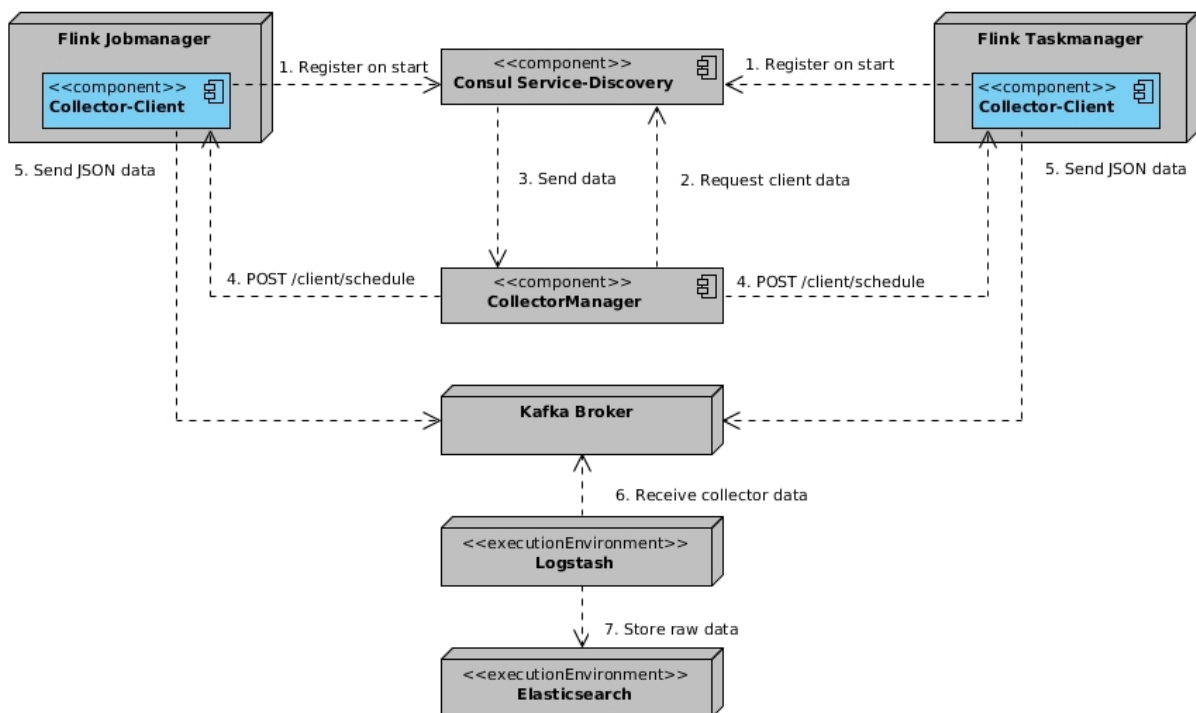 Flink Jobmanager
<<component>>
Collector-Client
1. Register on start
<<component>>
Consul Service-Discovery
1. Register on start
Flink Taskmanager
<<component>>
Collector-Client
5. Send JSON data
3. Send data
2. Request client data
5. Send JSON data
4. POST /client/schedule
<<component>>
CollectorManager
4. POST /client/schedule
Kafka Broker
6. Receive collector data
<<executionEnvironment>>
Logstash
7. Store raw data
<<executionEnvironment>>
Elasticsearch